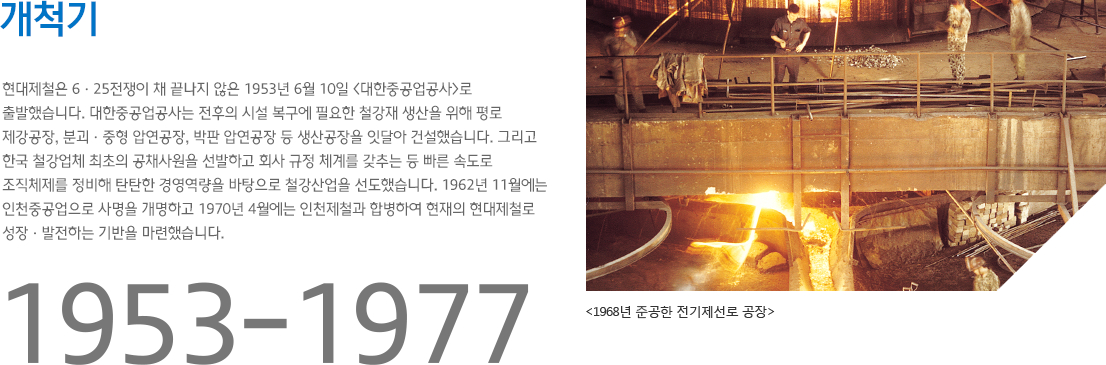 개척기
현대제철은 6 · 25전쟁이 채 끝나지 않은 1953년 6월 10일 <대한중공업공사>로
출발했습니다. 대한중공업공사는 전후의 시설 복구에 필요한 철강재 생산을 위해 평로
제강공장, 분괴 · 중형 압연공장, 박판 압연공장 등 생산공장을 잇달아 건설했습니다. 그리고
한국 철강업체 최초의 공채사원을 선발하고 회사 규정 체계를 갖추는 등 빠른 속도로
조직체제를 정비해 탄탄한 경영역량을 바탕으로 철강산업을 선도했습니다. 1962년 11월에는
인천중공업으로 사명을 개명하고 1970년 4월에는 인천제철과 합병하여 현재의 현대제철로
성장 · 발전하는 기반을 마련했습니다.
1953-1977
<1968년 준공한 전기제선로 공장>